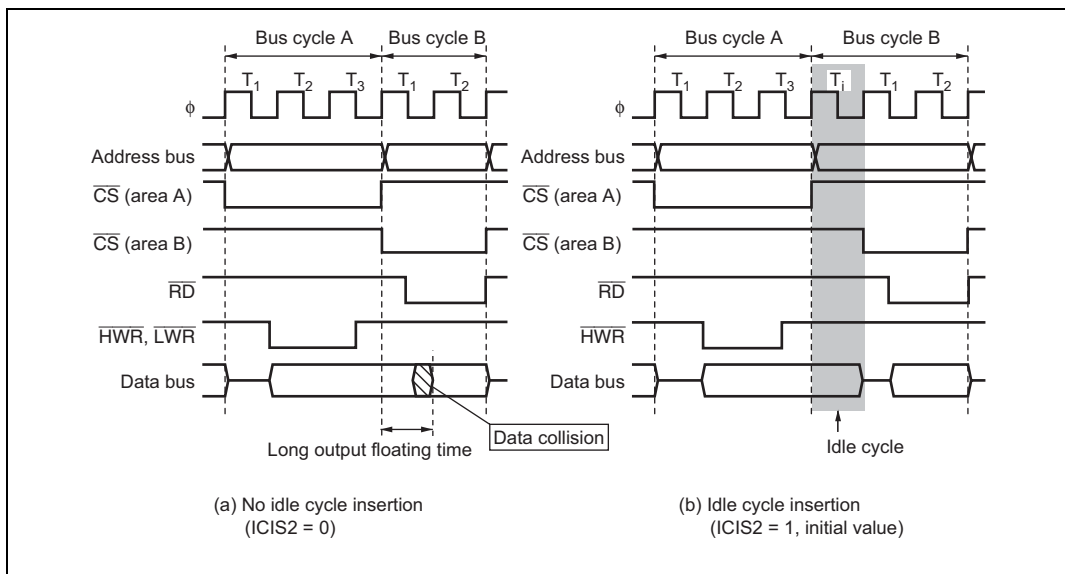 Bus cycle A Bus cycle B
T1 T2 T3 T1 T2
φ
Address bus
CS (area A)
CS (area B)
RD
HWR, LWR
Data bus
Long output floating time
Data collision
(a) No idle cycle insertion
(ICIS2 = 0)
Bus cycle A Bus cycle B
T1 T2 T3 Ti T1 T2
φ
Address bus
CS (area A)
CS (area B)
RD
HWR
Data bus
Idle cycle
(b) Idle cycle insertion
(ICIS2 = 1, initial value)